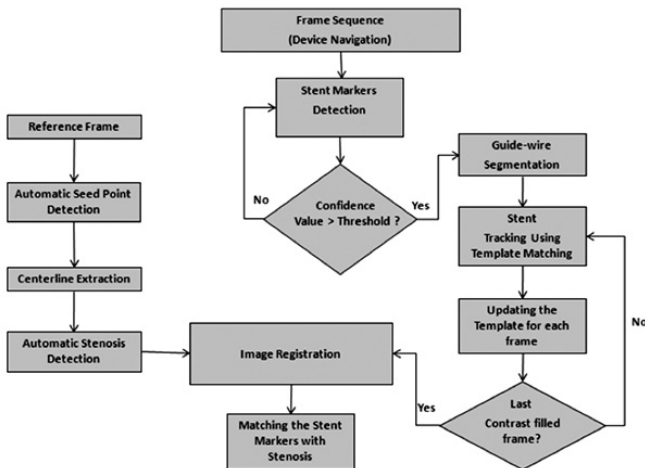 Frame Sequence
(Device Navigation)
Stent Markers
Detection
Reference Frame
Guide-wire
Segmentation
No
Confidence
Value > Threshold ?
Yes
Automatic Seed Point
Detection
Stent
Tracking Using
Template Matching
Centerline Extraction
Updating the
Template for each
frame
No
Automatic Stenosis
Detection
Image Registration
Yes
Last
Contrast filled
frame?
Matching the Stent
Markers with
Stenosis